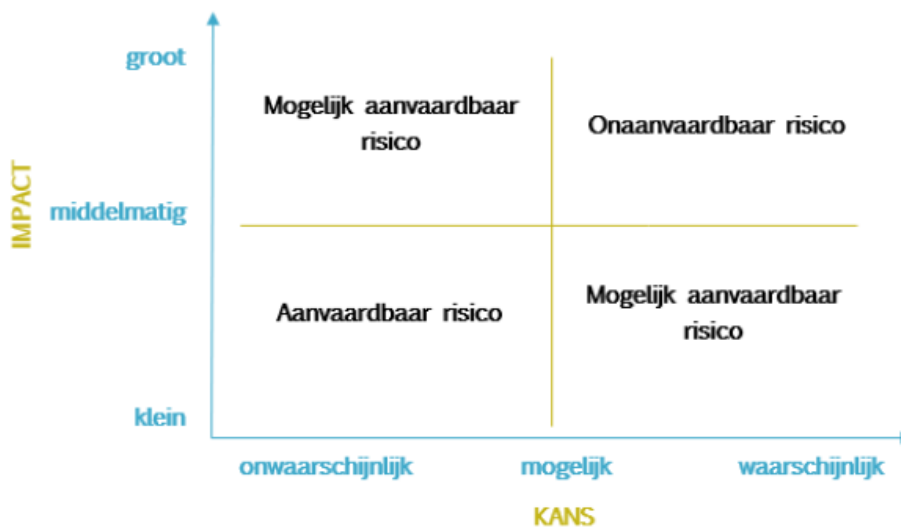 groot
Mogelijk aanvaardbaar
risico
Onaanvaardbaar risico
IMPACT
middelmatig
Aanvaardbaar risico
Mogelijk aanvaardbaar
risico
klein
onwaarschijnlijk
mogelijk
waarschijnlijk
KANS